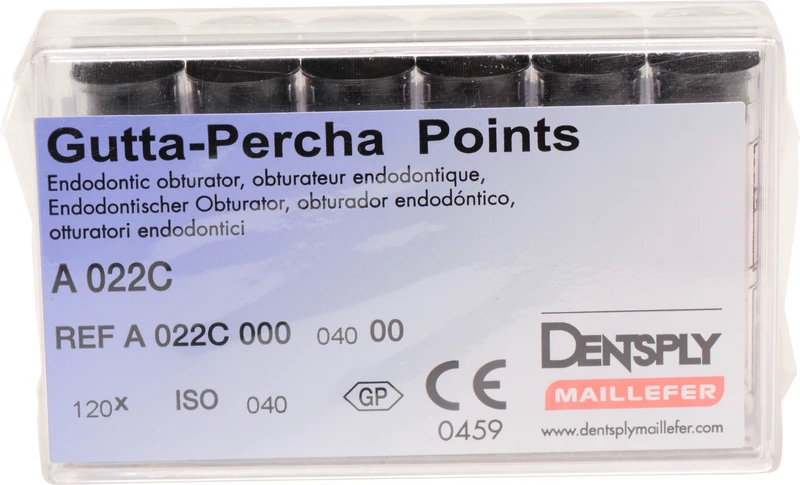 Gutta-Percha Points
Endodontic obturator, obturateur endodontique,
Endodontischer Obturator, obturador endodóntico,
otturatori endodontici
A 022C
REF A 022C 000 040 00
120x ISO 040 GP CE
0459
DENTSPLY
MAILLEFER
www.dentsplymaillefer.com